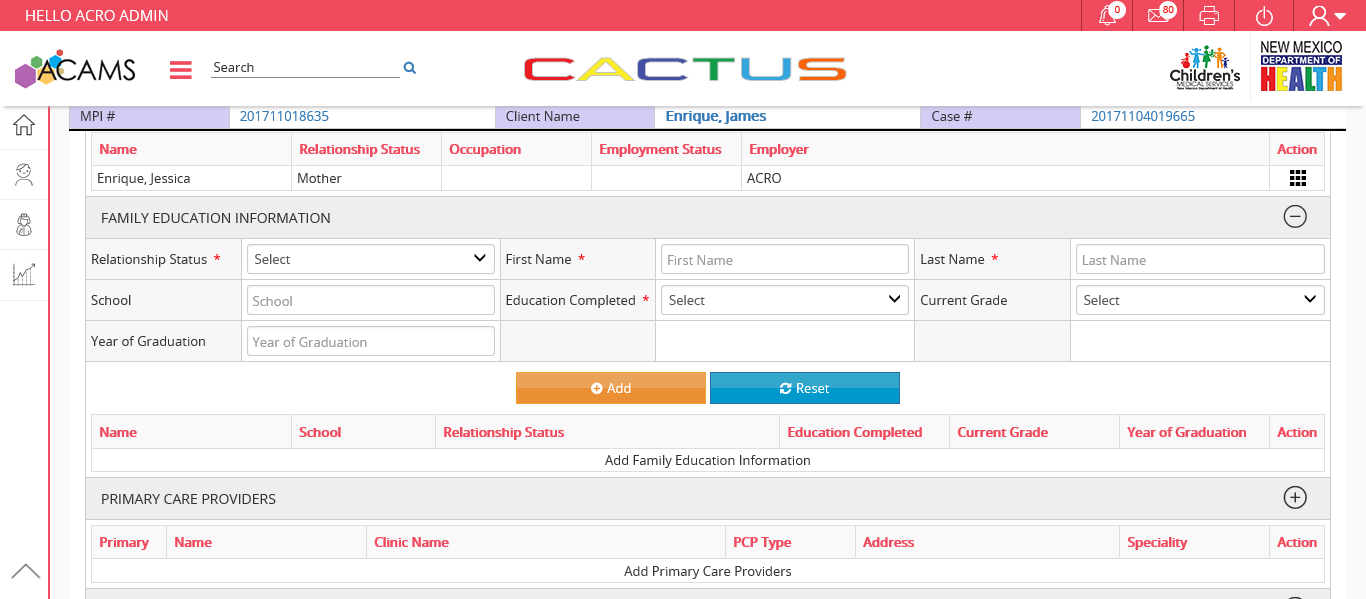 HELLO ACRO ADMIN
0
80
ACAMS
Search
CACTUS
Children's
MEDICAL SERVICES
New Mexico Department of Health
NEW MEXICO
DEPARTMENT OF
HEALTH
MPI # 201711018635 Client Name Enrique, James Case # 20171104019665
Name Relationship Status Occupation Employment Status Employer Action
Enrique, Jessica Mother ACRO
FAMILY EDUCATION INFORMATION
Relationship Status * Select First Name * First Name Last Name * Last Name
School School Education Completed * Select Current Grade Select
Year of Graduation Year of Graduation
Add Reset
Name School Relationship Status Education Completed Current Grade Year of Graduation Action
Add Family Education Information
PRIMARY CARE PROVIDERS
Primary Name Clinic Name PCP Type Address Speciality Action
Add Primary Care Providers